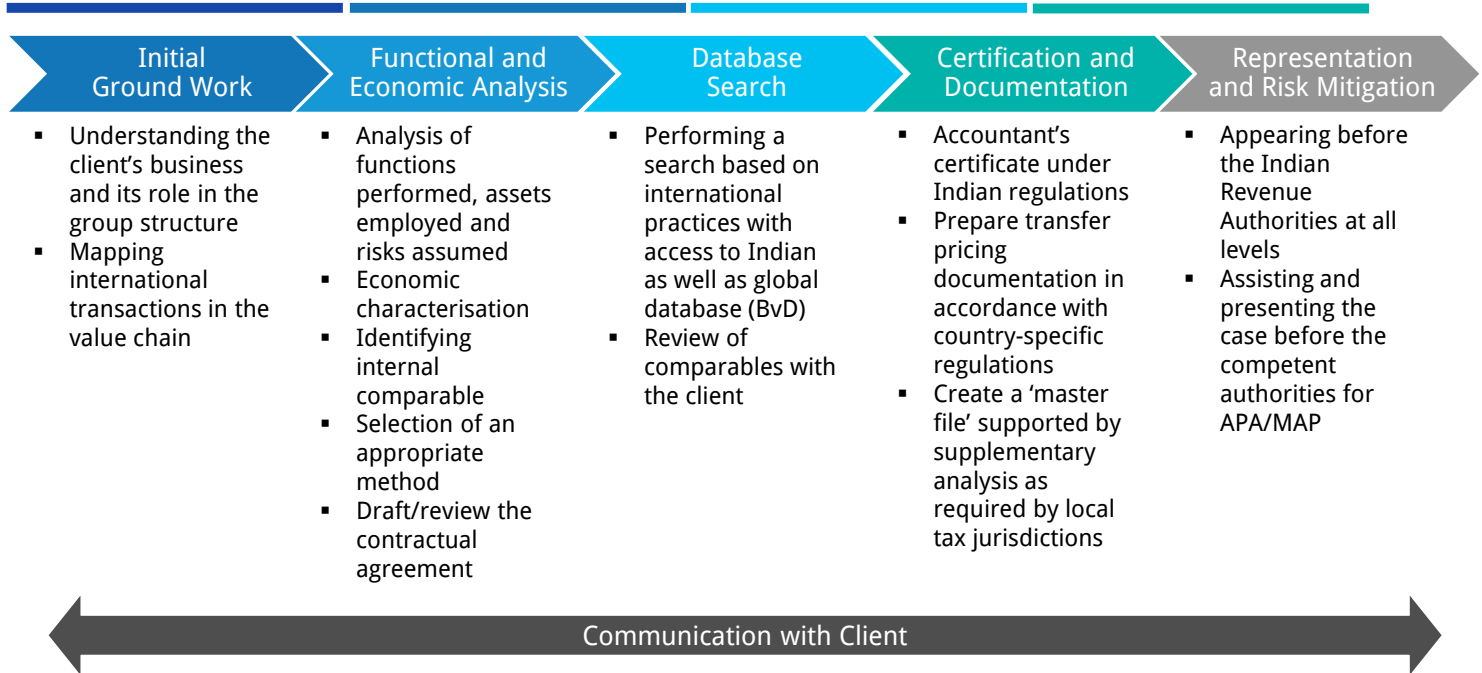 Initial
Ground Work
Functional and
Economic Analysis
Database
Search
Certification and
Documentation
Representation
and Risk Mitigation
▪ Understanding the
client’s business
and its role in the
group structure
▪ Mapping
international
transactions in the
value chain
▪ Analysis of
functions
performed, assets
employed and
risks assumed
▪ Economic
characterisation
▪ Identifying
internal
comparable
▪ Selection of an
appropriate
method
▪ Draft/review the
contractual
agreement
▪ Performing a
search based on
international
practices with
access to Indian
as well as global
database (BvD)
▪ Review of
comparables with
the client
▪ Accountant’s
certificate under
Indian regulations
▪ Prepare transfer
pricing
documentation in
accordance with
country-specific
regulations
▪ Create a ‘master
file’ supported by
supplementary
analysis as
required by local
tax jurisdictions
▪ Appearing before
the Indian
Revenue
Authorities at all
levels
▪ Assisting and
presenting the
case before the
competent
authorities for
APA/MAP
Communication with Client